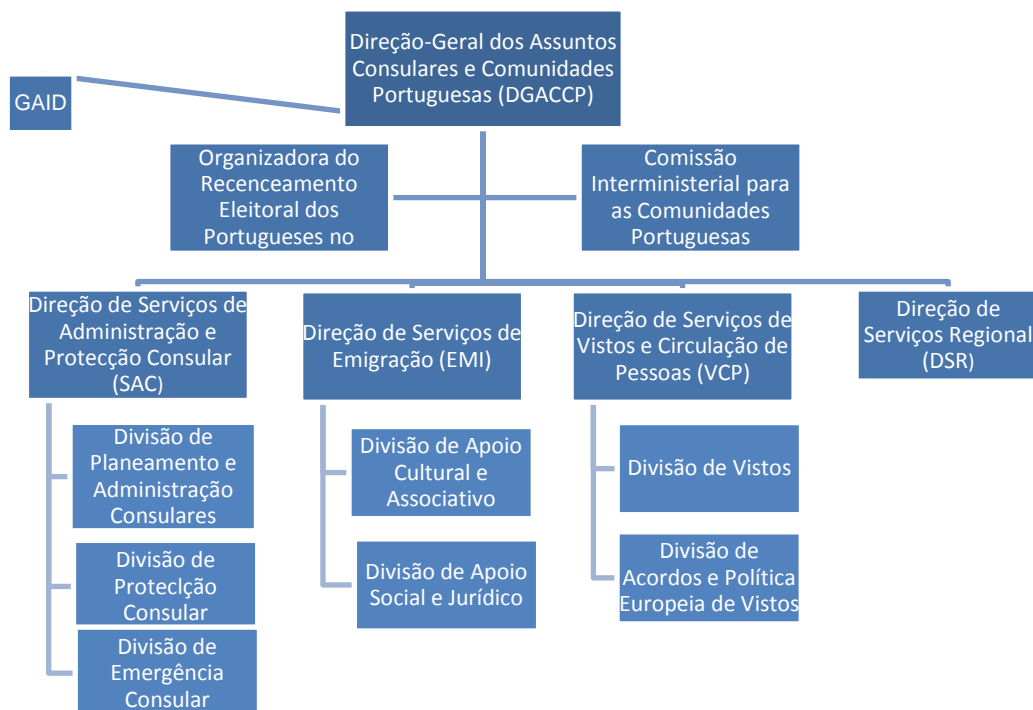 Direção-Geral dos Assuntos
Consulares e Comunidades
Portuguesas (DGACCP)
GAID
Organizadora do
Recenceamento
Eleitoral dos
Portugueses no
Comissão
Interministerial para
as Comunidades
Portuguesas
Direção de Serviços de
Administração e
Protecção Consular
(SAC)
Direção de Serviços de
Emigração (EMI)
Direção de Serviços de
Vistos e Circulação de
Pessoas (VCP)
Direção de
Serviços Regional
(DSR)
Divisão de
Planeamento e
Administração
Consulares
Divisão de
Proteclção
Consular
Divisão de
Emergência
Consular
Divisão de Apoio
Cultural e
Associativo
Divisão de Apoio
Social e Jurídico
Divisão de Vistos
Divisão de
Acordos e Política
Europeia de Vistos